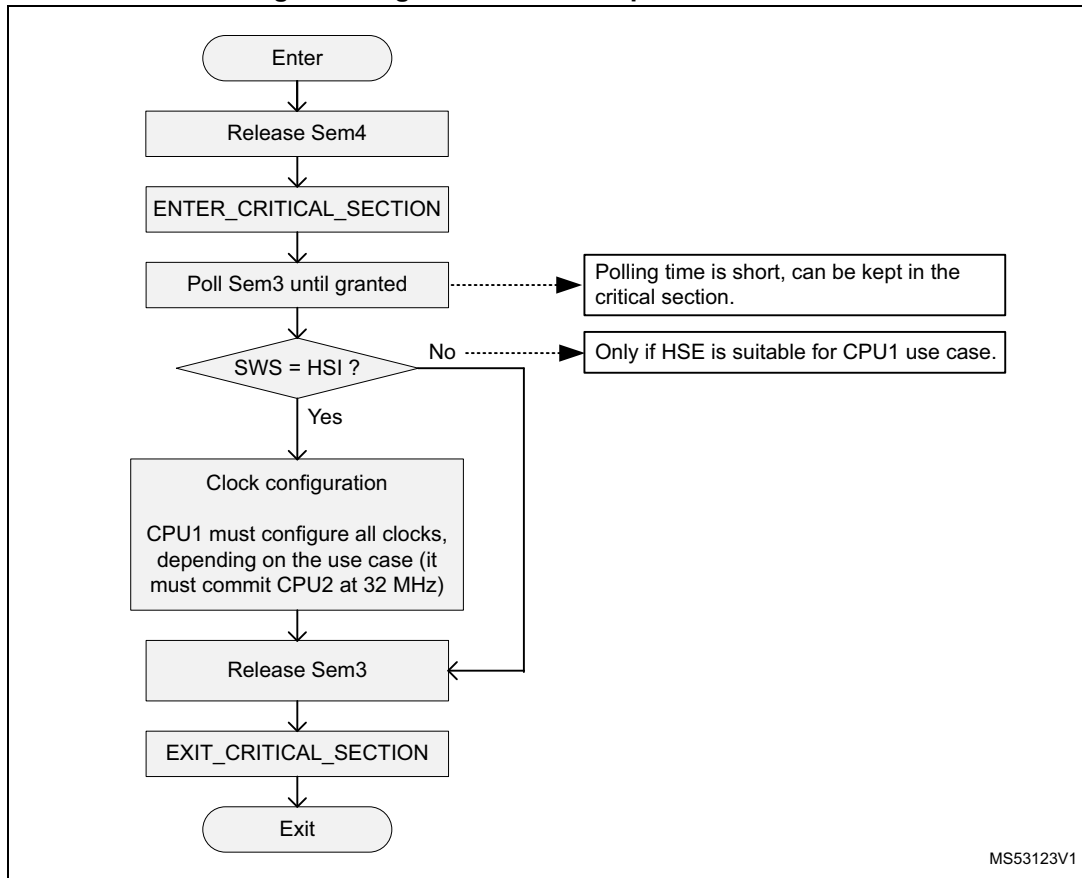 Enter
Release Sem4
ENTER_CRITICAL_SECTION
Poll Sem3 until granted
Polling time is short, can be kept in the
critical section.
SWS = HSI ?
No
Only if HSE is suitable for CPU1 use case.
Yes
Clock configuration
CPU1 must configure all clocks,
depending on the use case (it
must commit CPU2 at 32 MHz)
Release Sem3
EXIT_CRITICAL_SECTION
Exit
MS53123V1